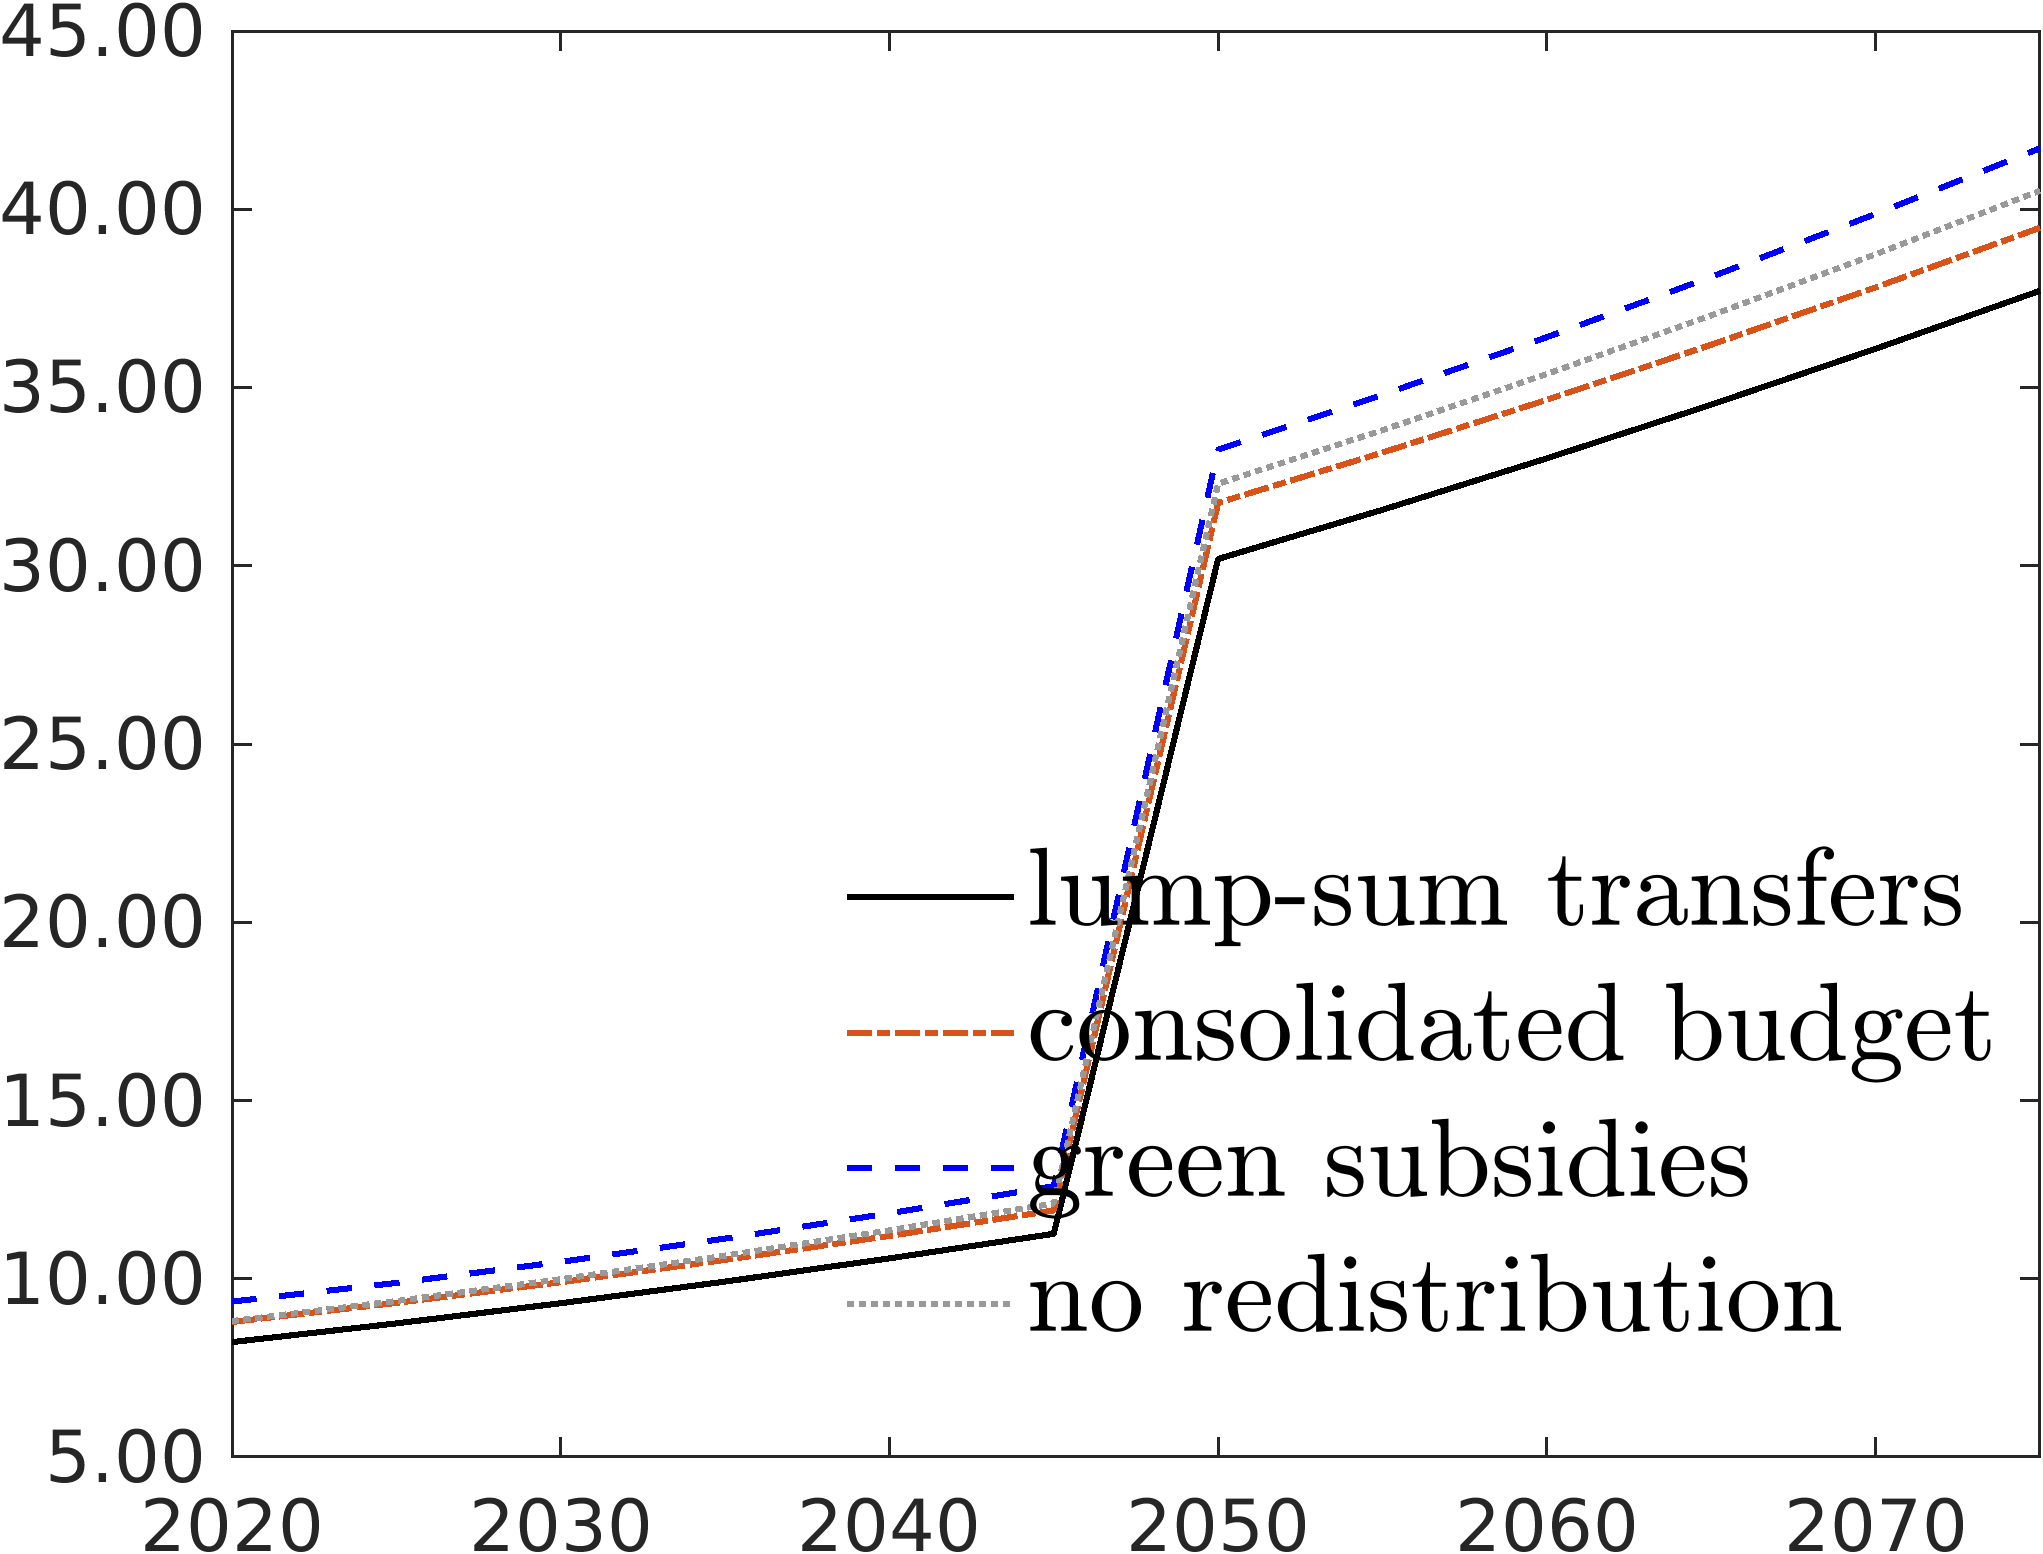 45.00
40.00
35.00
30.00
25.00
20.00
15.00
10.00
5.00
lump-sum transfers
consolidated budget
green subsidies
no redistribution
2020 2030 2040 2050 2060 2070